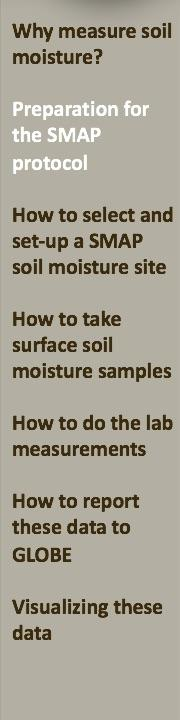 Why measure soil
moisture?
Preparation for
the SMAP
protocol
How to select and
set-up a SMAP
soil moisture site
How to take
surface soil
moisture samples
How to do the lab
measurements
How to report
these data to
GLOBE
Visualizing these
data